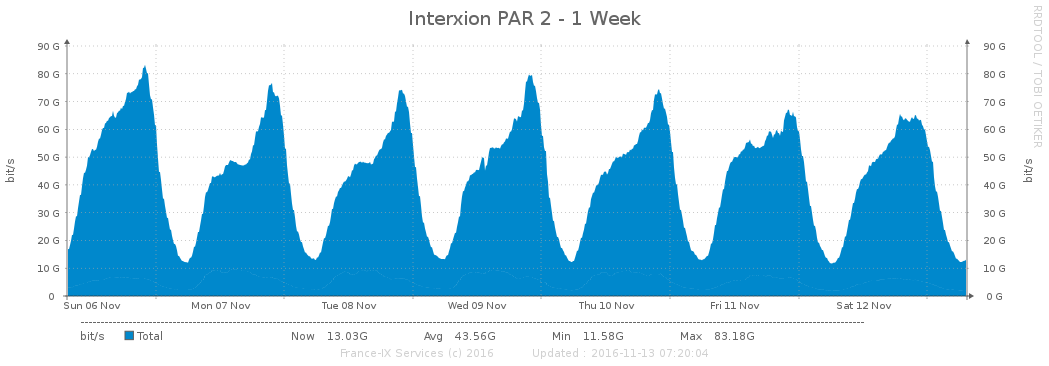 Interxion PAR 2 - 1 Week
RRDTOOL / TOBI OETIKER
90 G 90 G
80 G 80 G
70 G 70 G
60 G 60 G
50 G 50 G
40 G 40 G
30 G 30 G
20 G 20 G
10 G 10 G
0 0 G
bit/s
bit/s
Sun 06 Nov Mon 07 Nov Tue 08 Nov Wed 09 Nov Thu 10 Nov Fri 11 Nov Sat 12 Nov
bit/s Total Now 13.03G Avg 43.56G Min 11.58G Max 83.18G
France-IX Services (c) 2016 Updated : 2016-11-13 07:20:04